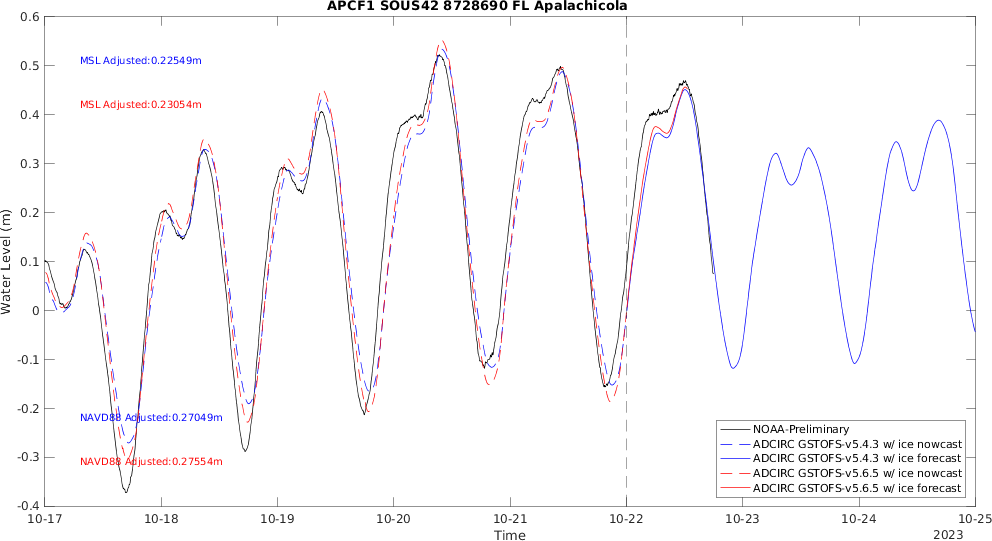 APCF1 SOUS42 8728690 FL Apalachicola
0.6
0.5
0.4
0.3
0.2
0.1
0
-0.1
-0.2
-0.3
-0.4
Water Level (m)
MSL Adjusted:0.22549m
MSL Adjusted:0.23054m
NAVD88 Adjusted:0.27049m
NAVD88 Adjusted:0.27554m
NOAA-Preliminary
ADCIRC GSTOFS-v5.4.3 w/ ice nowcast
ADCIRC GSTOFS-v5.4.3 w/ ice forecast
ADCIRC GSTOFS-v5.6.5 w/ ice nowcast
ADCIRC GSTOFS-v5.6.5 w/ ice forecast
10-17 10-18 10-19 10-20 10-21 10-22 10-23 10-24 10-25
Time
2023